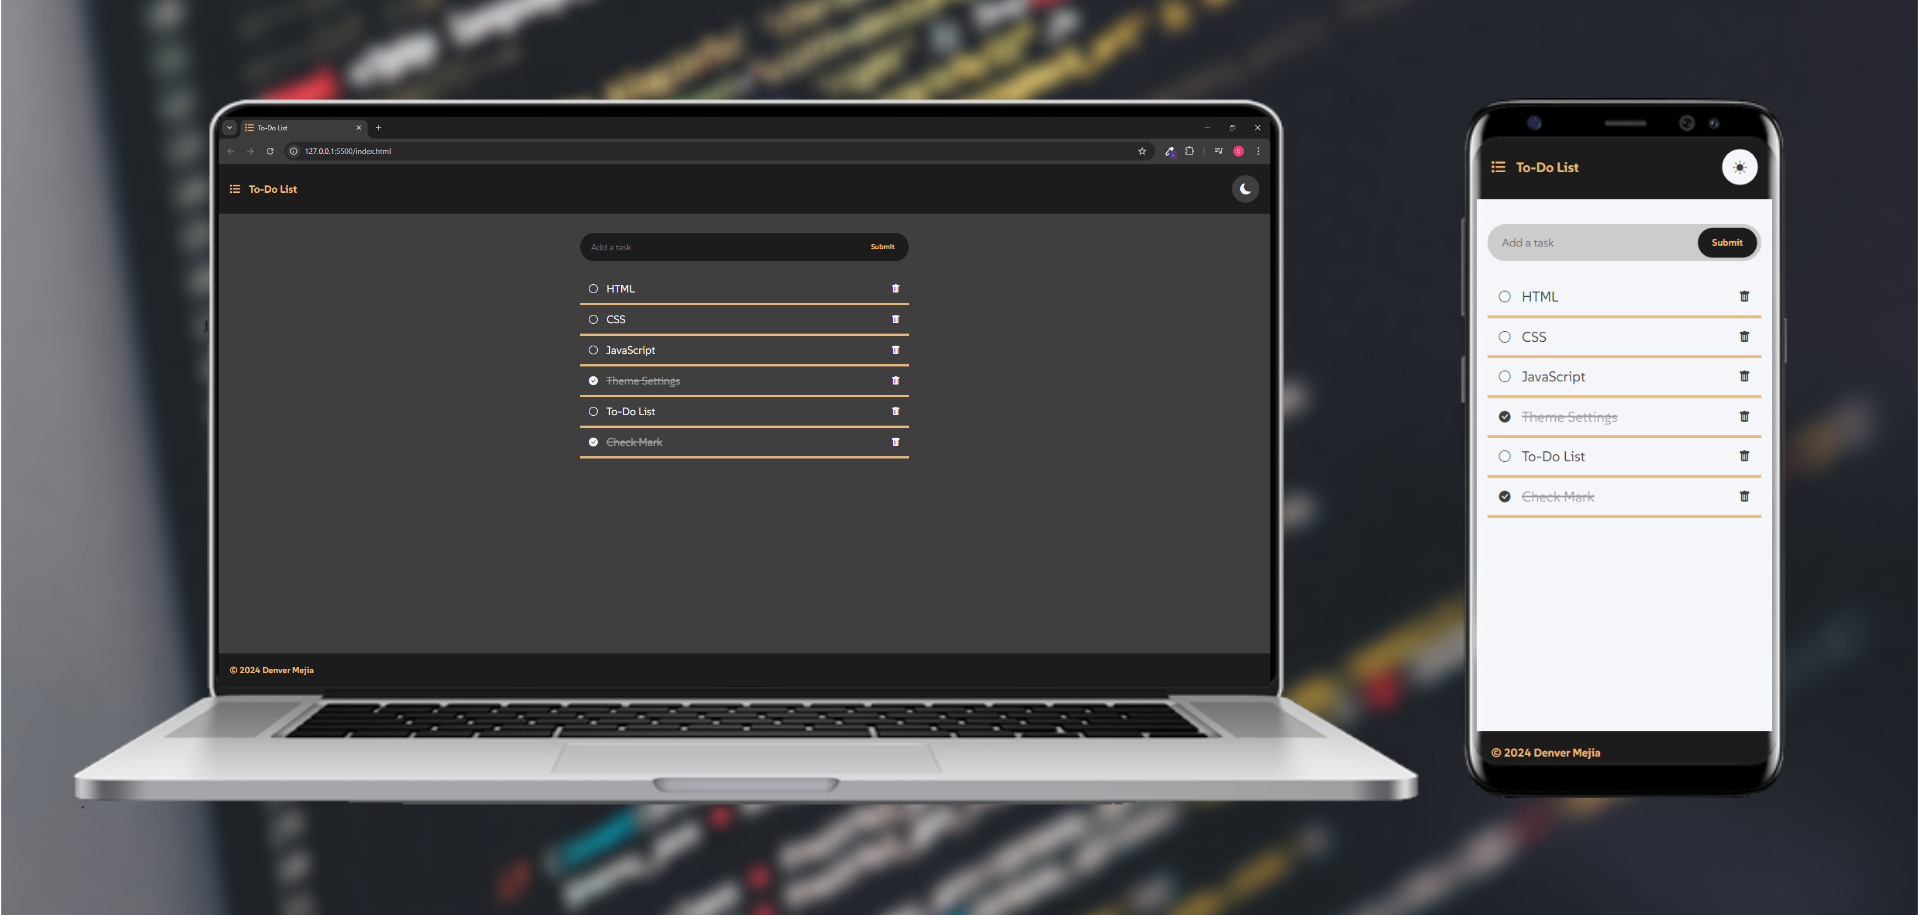 To-Do List
127.0.0.1:5500/index.html
To-Do List
Add a task
Submit
HTML
CSS
JavaScript
Theme Settings
To-Do List
Check Mark
© 2024 Denver Mejia
To-Do List
Add a task
Submit
HTML
CSS
JavaScript
Theme Settings
To-Do List
Check Mark
© 2024 Denver Mejia